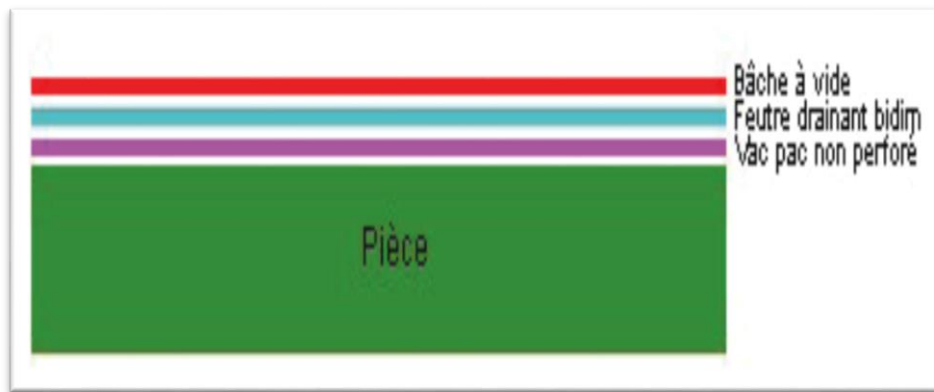 Bâche à vide
Feutre drainant bidim
Vac pac non perforé
Pièce